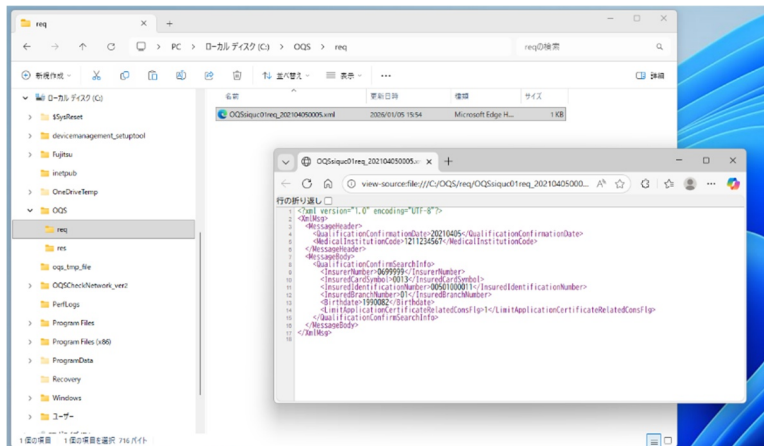 req
PC > ローカル ディスク (C:) > OQS > req
reqの検索
新規作成
並べ替え
表示
詳細
名前 更新日時 種類 サイズ
OQSsiquc01req_202104050005.xml 2026/01/05 15:54 Microsoft Edge H... 1 KB
ローカル ディスク (C:)
$SysReset
devicemanagement_setuptool
Fujitsu
inetpub
OneDriveTemp
OQS
req
res
oqs_tmp_file
OQSCheckNetwork_ver2
PerfLogs
Program Files
Program Files (x86)
ProgramData
Recovery
Windows
ユーザー
1 個の項目 1 個の項目を選択 716 バイト
OQSsiquc01req_202104050005.xm
view-source:file:///C:/OQS/req/OQSsiquc01req_20210405000...
行の折り返し
1 <?xml version="1.0" encoding="UTF-8"?>
2 <XmlMsg>
3 <MessageHeader>
4 <QualificationConfirmationDate>20210405</QualificationConfirmationDate>
5 <MedicalInstitutionCode>1211234567</MedicalInstitutionCode>
6 </MessageHeader>
7 <MessageBody>
8 <QualificationConfirmSearchInfo>
9 <InsurerNumber>0699999</InsurerNumber>
10 <InsuredCardSymbol>0013</InsuredCardSymbol>
11 <InsuredIdentificationNumber>00501000011</InsuredIdentificationNumber>
12 <InsuredBranchNumber>01</InsuredBranchNumber>
13 <Birthdate>1990082</Birthdate>
14 <LimitApplicationCertificateRelatedConsFlg>1</LimitApplicationCertificateRelatedConsFlg>
15 </QualificationConfirmSearchInfo>
16 </MessageBody>
17 </XmlMsg>
18